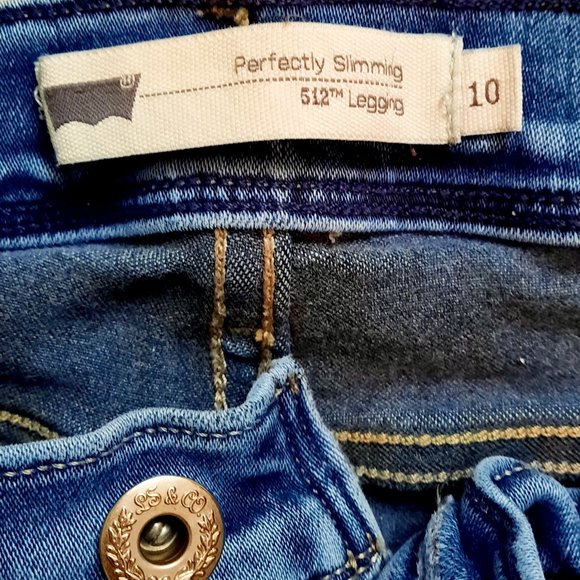 Perfectly Slimming
512™ Legging
10
LS & CO